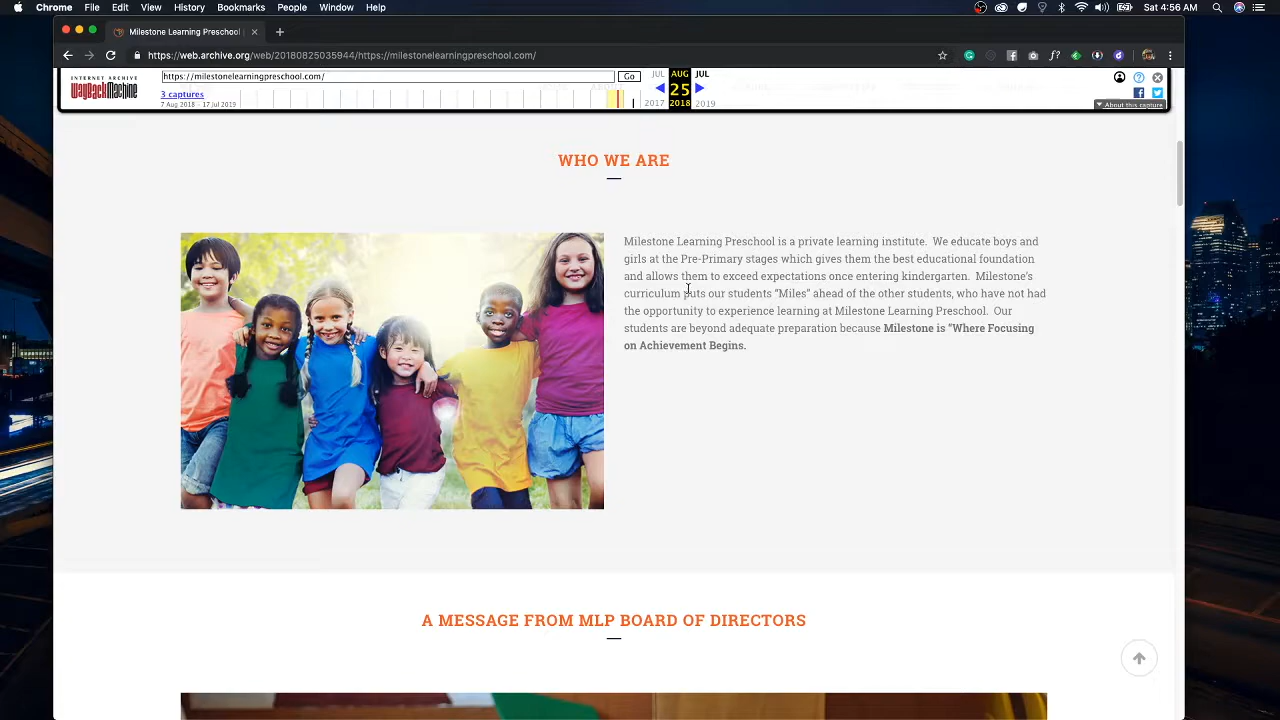 Chrome File Edit View History Bookmarks People Tab Window Help
Sat 4:56 AM
Milestone Learning Preschool |
https://web.archive.org/web/20180825035944/https://milestonelearningpreschool.com/
INTERNET ARCHIVE
WayBackMachine
https://milestonelearningpreschool.com/
Go
JUL AUG JUL
3 captures
25
7 Aug 2018 - 17 Jul 2019
2017 2018 2019
About this capture
WHO WE ARE
Milestone Learning Preschool is a private learning institute. We educate boys and
girls at the Pre-Primary stages which gives them the best educational foundation
and allows them to exceed expectations once entering kindergarten. Milestone's
curriculum puts our students "Miles" ahead of the other students, who have not had
the opportunity to experience learning at Milestone Learning Preschool. Our
students are beyond adequate preparation because Milestone is "Where Focusing
on Achievement Begins.
A MESSAGE FROM MLP BOARD OF DIRECTORS